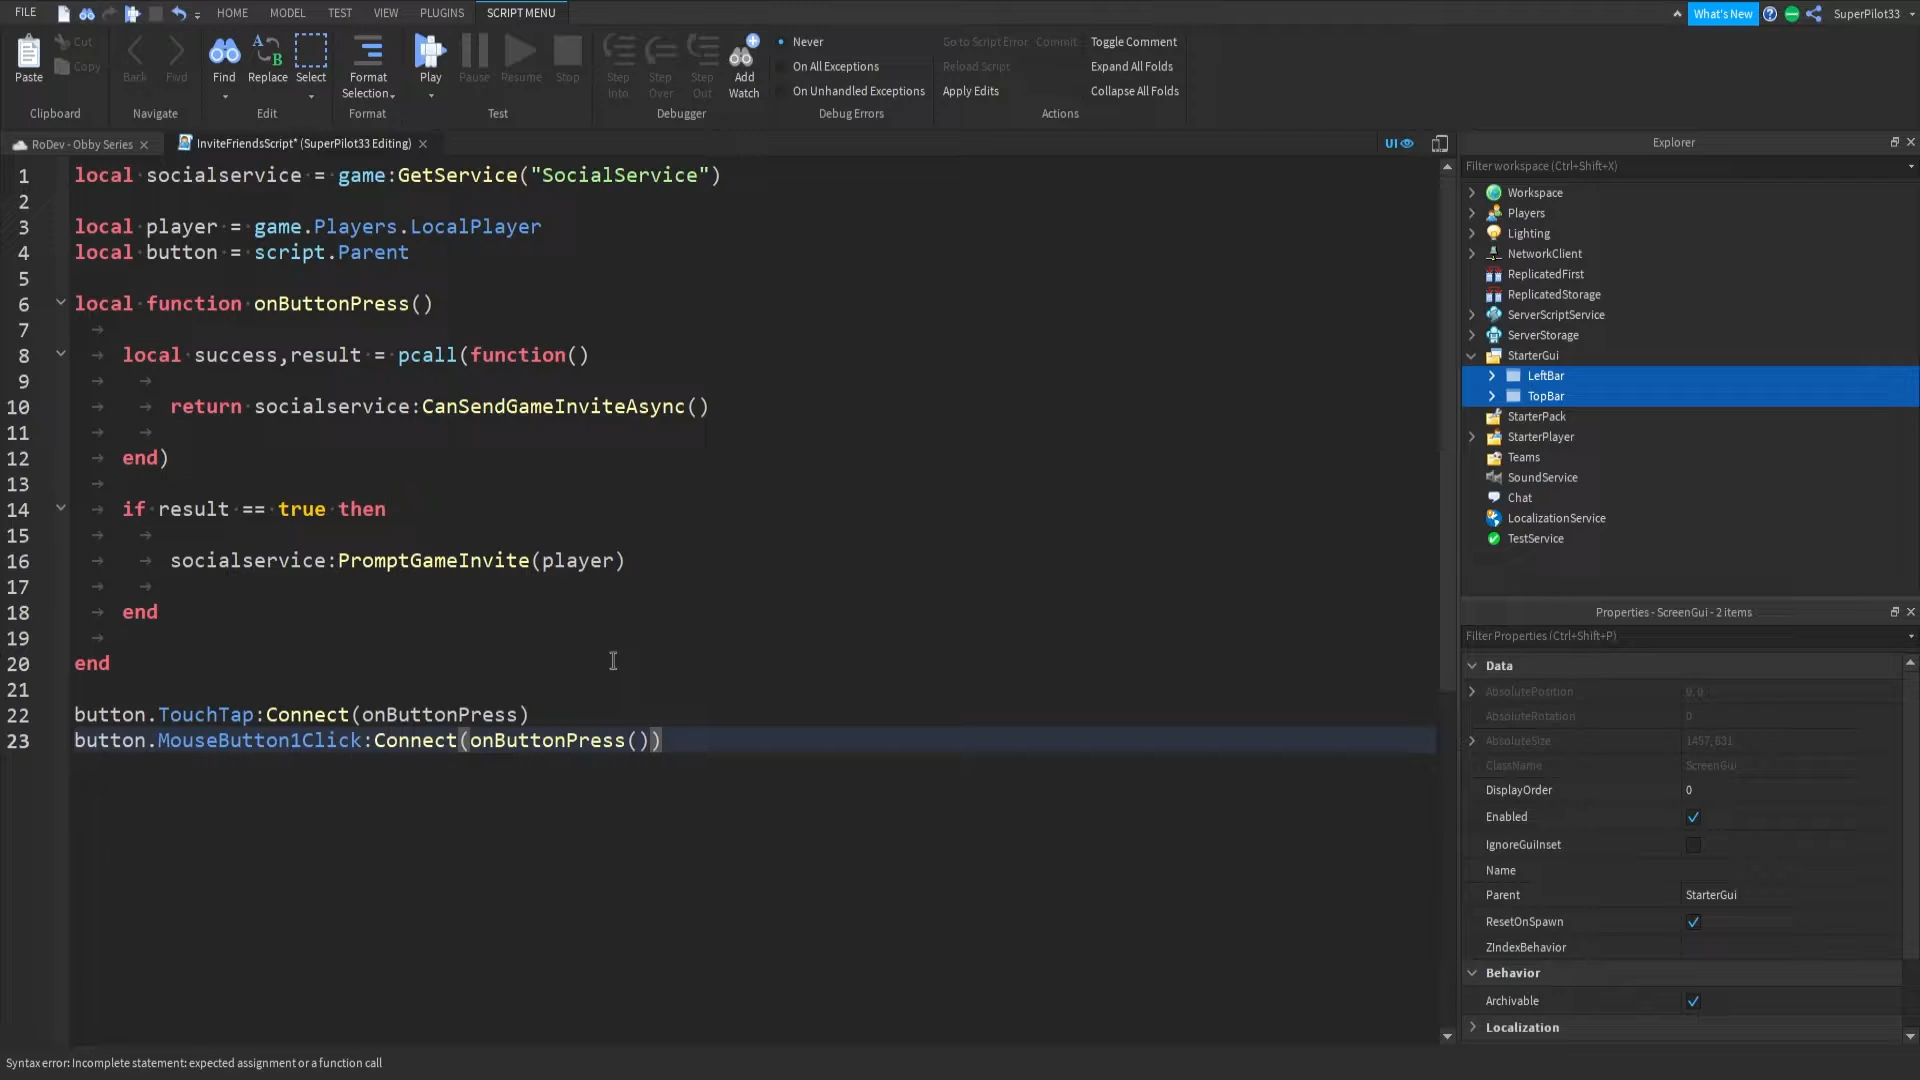 FILE HOME MODEL TEST VIEW PLUGINS SCRIPT MENU What's New SuperPilot33
Paste Cut Copy Clipboard
Back Fwd Navigate
Find Replace Select Edit
Format Selection Format
Play Pause Resume Stop Test
Step Into Step Over Step Out Add Watch Debugger
Never
On All Exceptions
On Unhandled Exceptions
Debug Errors
Go to Script Error Commit Toggle Comment
Reload Script Expand All Folds
Apply Edits Collapse All Folds
Actions
RoDev - Obby Series InviteFriendsScript* (SuperPilot33 Editing) UI
1 local socialservice = game:GetService("SocialService")
2
3 local player = game.Players.LocalPlayer
4 local button = script.Parent
5
6 local function onButtonPress()
7
8 local success,result = pcall(function()
9
10 return socialservice:CanSendGameInviteAsync()
11
12 end)
13
14 if result == true then
15
16 socialservice:PromptGameInvite(player)
17
18 end
19
20 end
21
22 button.TouchTap:Connect(onButtonPress)
23 button.MouseButton1Click:Connect(onButtonPress())
Explorer
Filter workspace (Ctrl+Shift+X)
Workspace
Players
Lighting
NetworkClient
ReplicatedFirst
ReplicatedStorage
ServerScriptService
ServerStorage
StarterGui
LeftBar
TopBar
StarterPack
StarterPlayer
Teams
SoundService
Chat
LocalizationService
TestService
Properties - ScreenGui - 2 items
Filter Properties (Ctrl+Shift+P)
Data
AbsolutePosition 0, 0
AbsoluteRotation 0
AbsoluteSize 1457, 831
ClassName ScreenGui
DisplayOrder 0
Enabled
IgnoreGuiInset
Name
Parent StarterGui
ResetOnSpawn
ZIndexBehavior
Behavior
Archivable
Localization
Syntax error: Incomplete statement: expected assignment or a function call